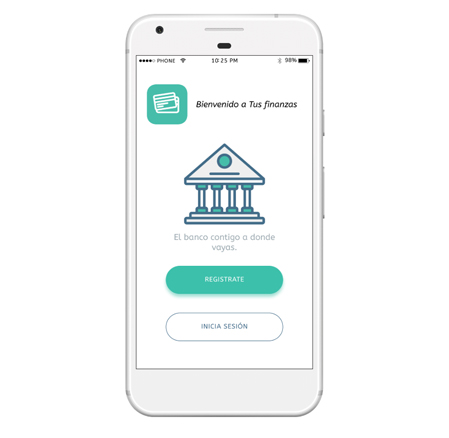 PHONE 10:25 PM 98%
Bienvenido a Tus finanzas
El banco contigo a donde
vayas.
REGISTRATE
INICIA SESIÓN